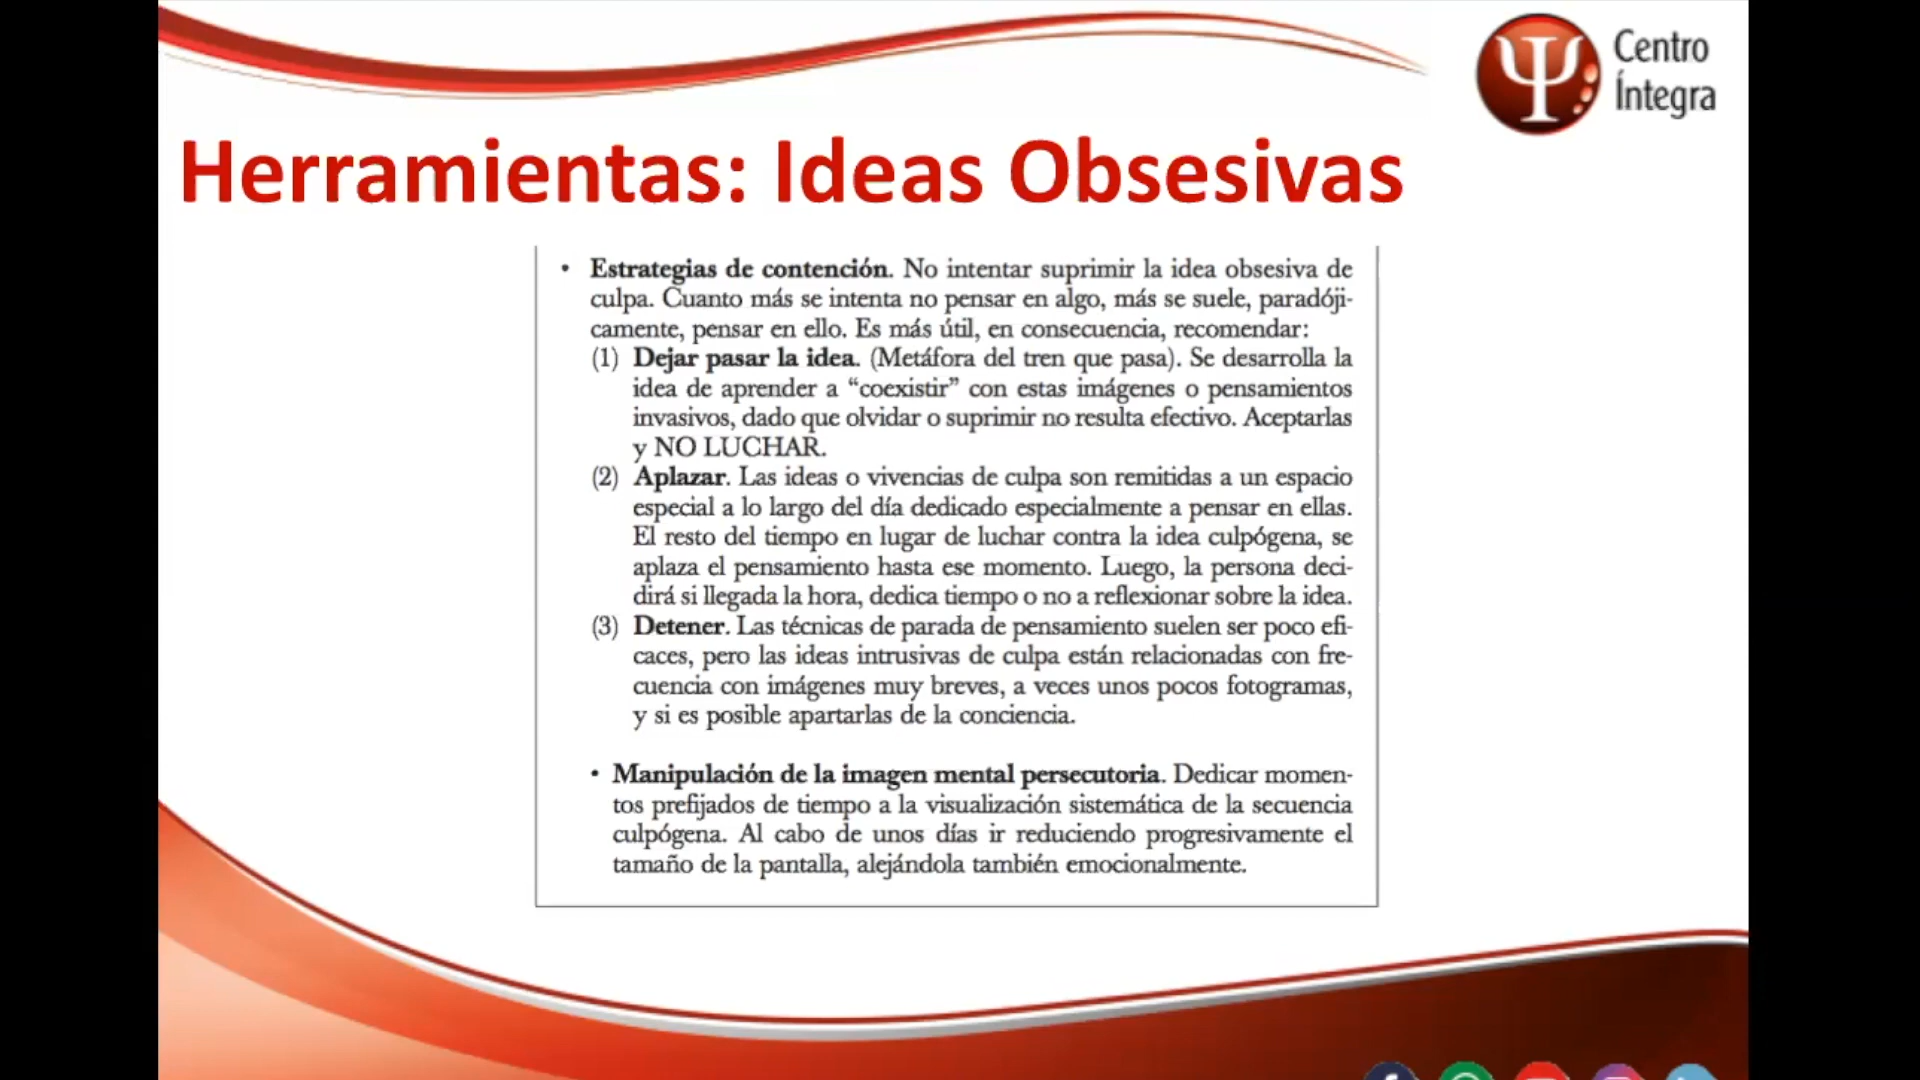 Centro
Íntegra
Herramientas: Ideas Obsesivas
• Estrategias de contención. No intentar suprimir la idea obsesiva de
culpa. Cuanto más se intenta no pensar en algo, más se suele, paradóji-
camente, pensar en ello. Es más útil, en consecuencia, recomendar:
(1) Dejar pasar la idea. (Metáfora del tren que pasa). Se desarrolla la
idea de aprender a “coexistir” con estas imágenes o pensamientos
invasivos, dado que olvidar o suprimir no resulta efectivo. Aceptarlas
y NO LUCHAR.
(2) Aplazar. Las ideas o vivencias de culpa son remitidas a un espacio
especial a lo largo del día dedicado especialmente a pensar en ellas.
El resto del tiempo en lugar de luchar contra la idea culpógena, se
aplaza el pensamiento hasta ese momento. Luego, la persona deci-
dirá si llegada la hora, dedica tiempo o no a reflexionar sobre la idea.
(3) Detener. Las técnicas de parada de pensamiento suelen ser poco efi-
caces, pero las ideas intrusivas de culpa están relacionadas con fre-
cuencia con imágenes muy breves, a veces unos pocos fotogramas,
y si es posible apartarlas de la conciencia.
• Manipulación de la imagen mental persecutoria. Dedicar momen-
tos prefijados de tiempo a la visualización sistemática de la secuencia
culpógena. Al cabo de unos días ir reduciendo progresivamente el
tamaño de la pantalla, alejándola también emocionalmente.